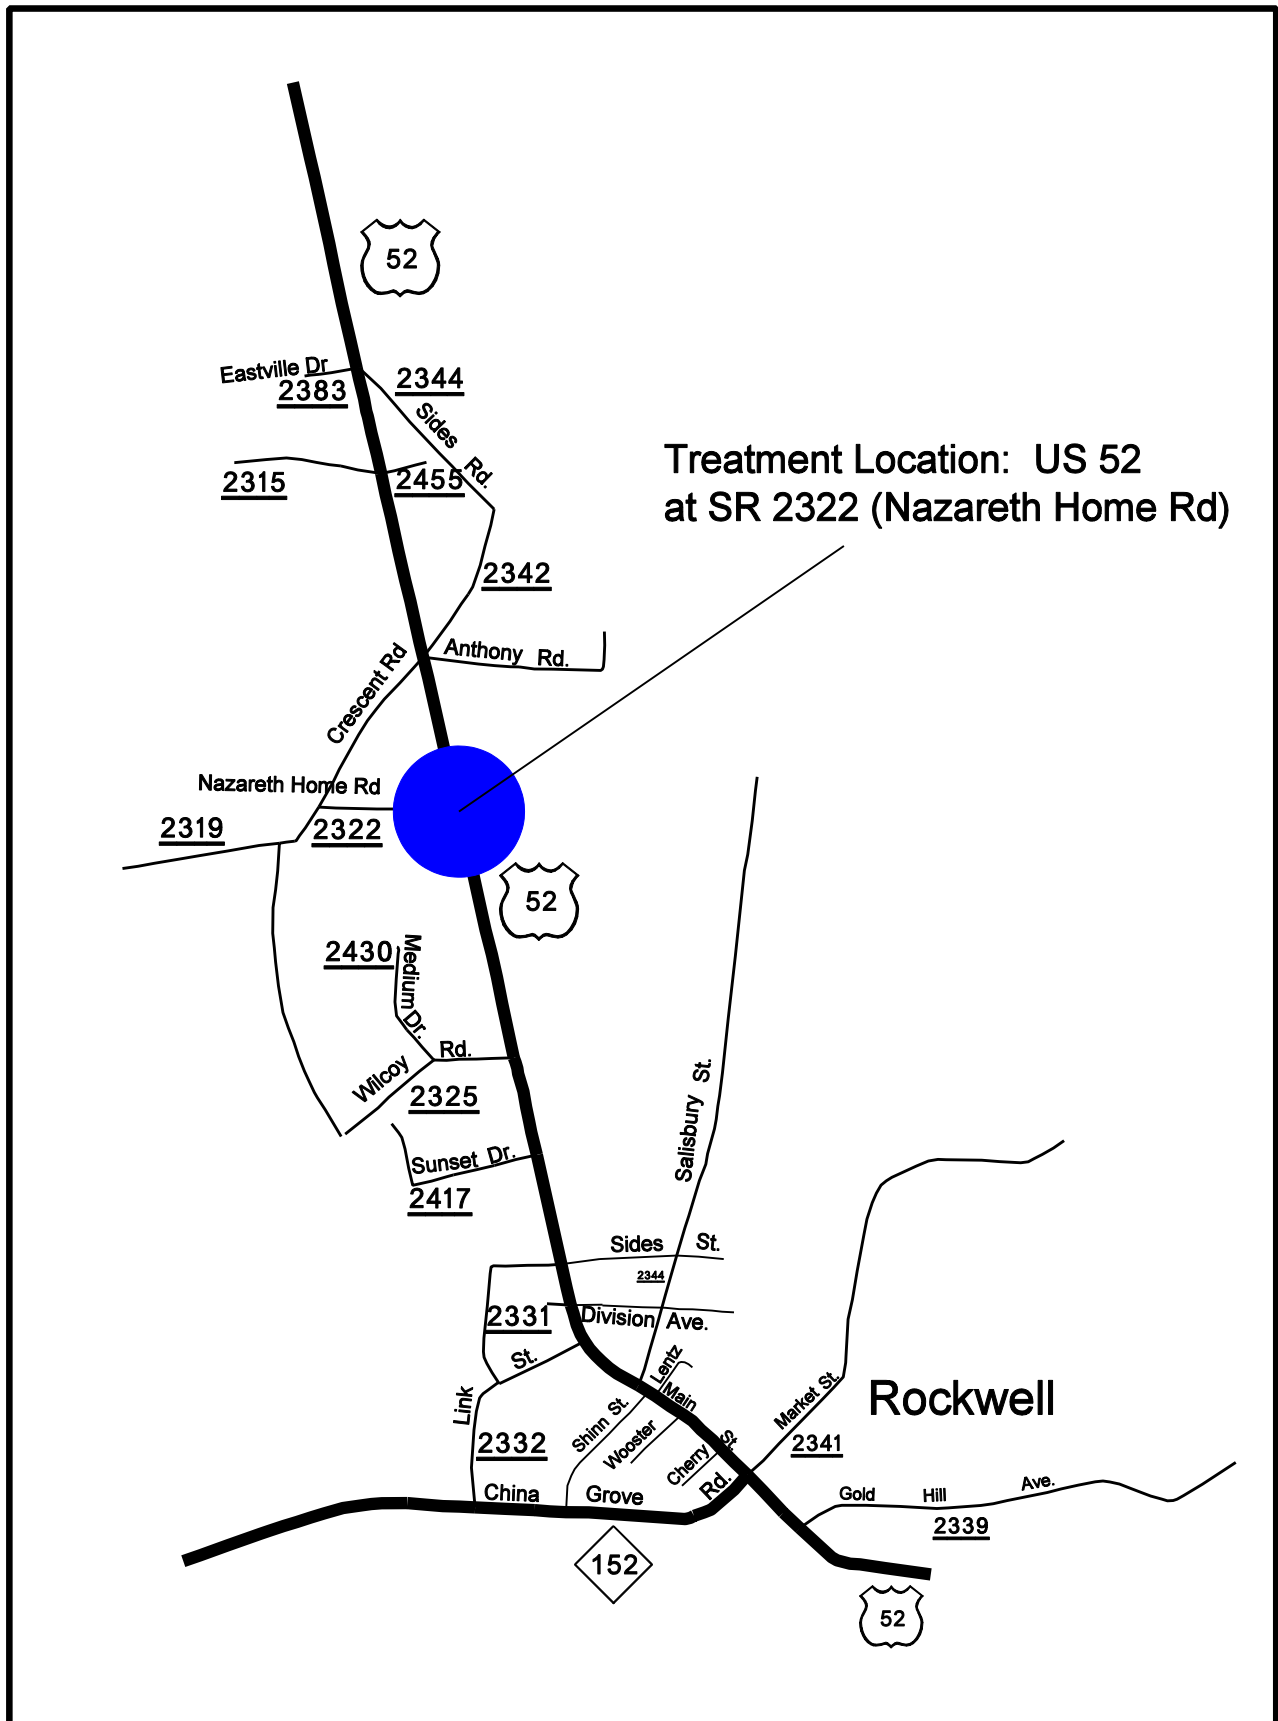 52
Eastville Dr
2383
2344
Sides Rd.
2315
2455
Treatment Location: US 52
at SR 2322 (Nazareth Home Rd)
2342
Anthony Rd.
Crescent Rd
Nazareth Home Rd
2319
2322
52
2430
Medium Dr.
Wilcoy Rd.
2325
Salisbury St.
Sunset Dr.
2417
Sides St.
2344
2331
Division Ave.
St.
Lentz
Main
Link
Shinn St.
Wooster
Market St.
Rockwell
2332
Cherry St.
2341
China Grove Rd.
Gold Hill Ave.
2339
152
52